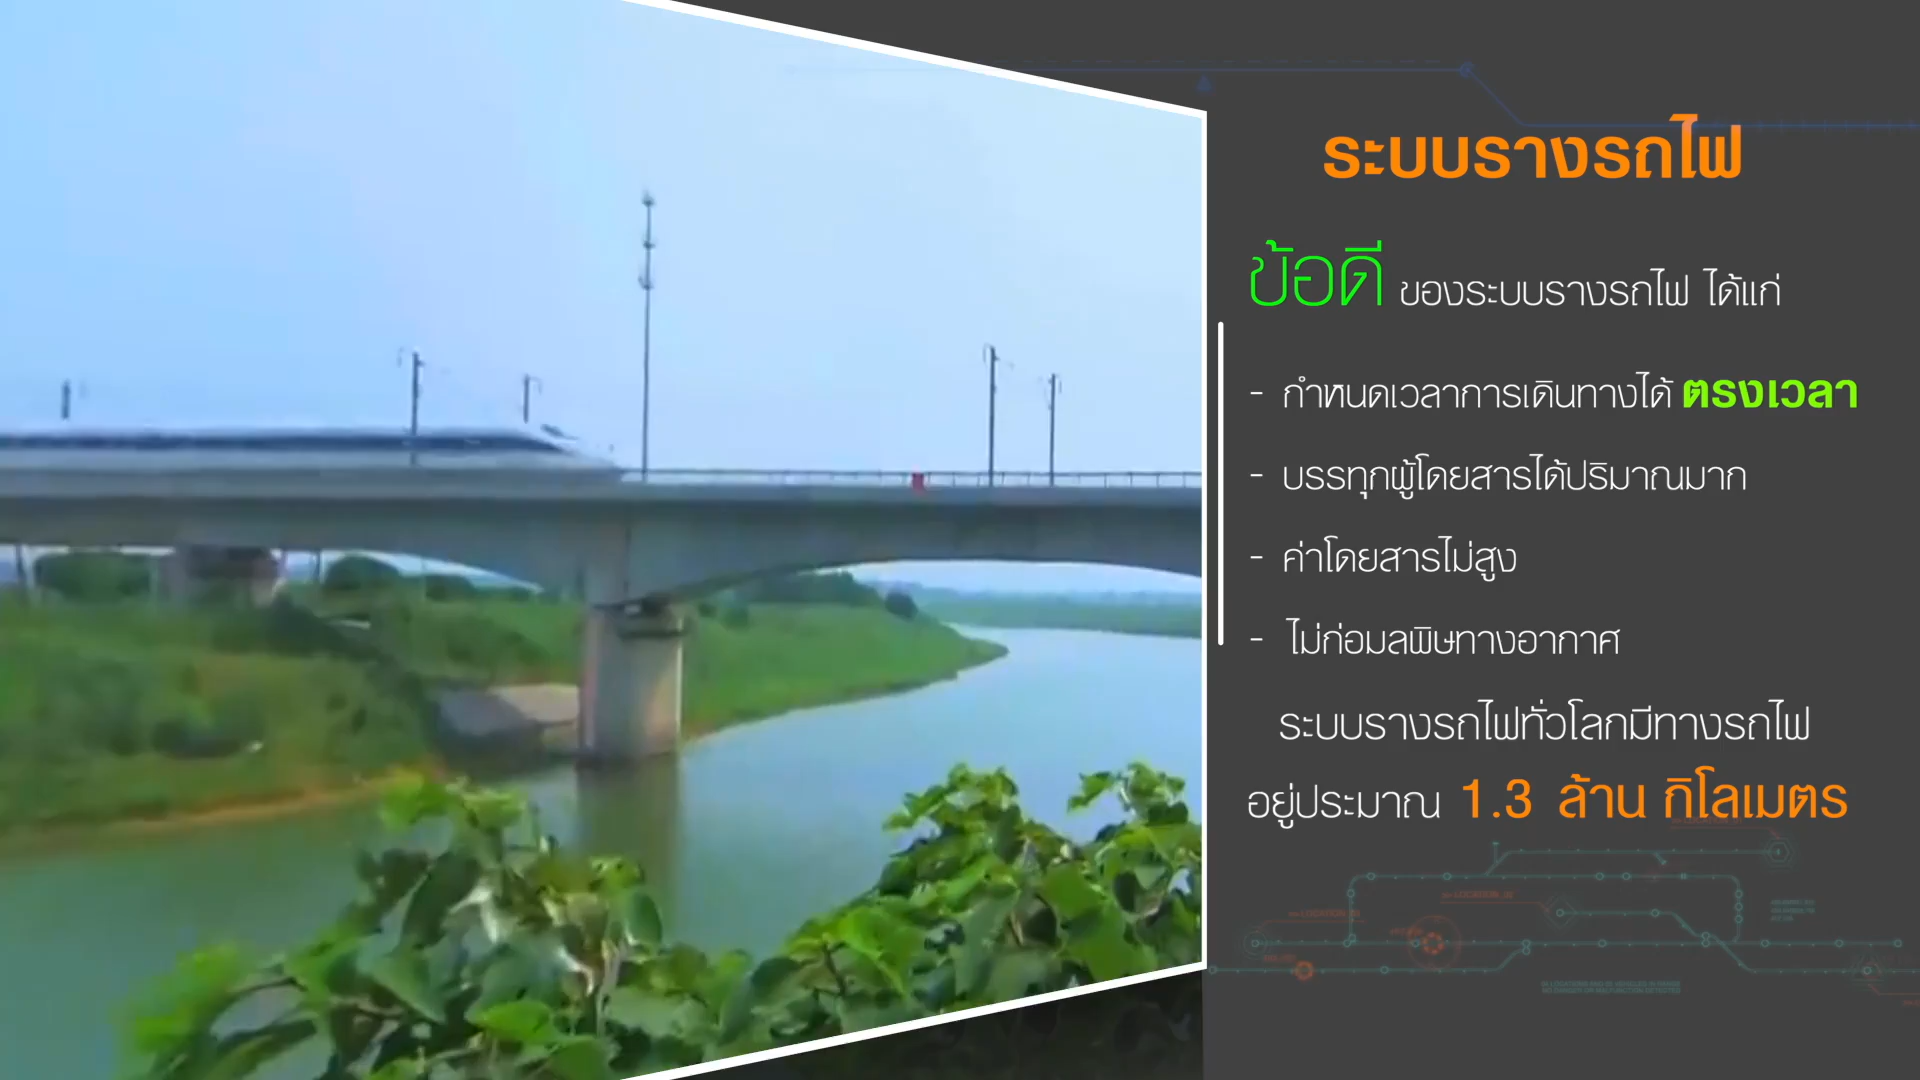 ระบบรางรถไฟ
ข้อดี ของระบบรางรถไฟ ได้แก่
- กำหนดเวลาการเดินทางได้ ตรงเวลา
- บรรทุกผู้โดยสารได้ปริมาณมาก
- ค่าโดยสารไม่สูง
- ไม่ก่อมลพิษทางอากาศ
ระบบรางรถไฟทั่วโลกมีทางรถไฟ
อยู่ประมาณ 1.3 ล้าน กิโลเมตร